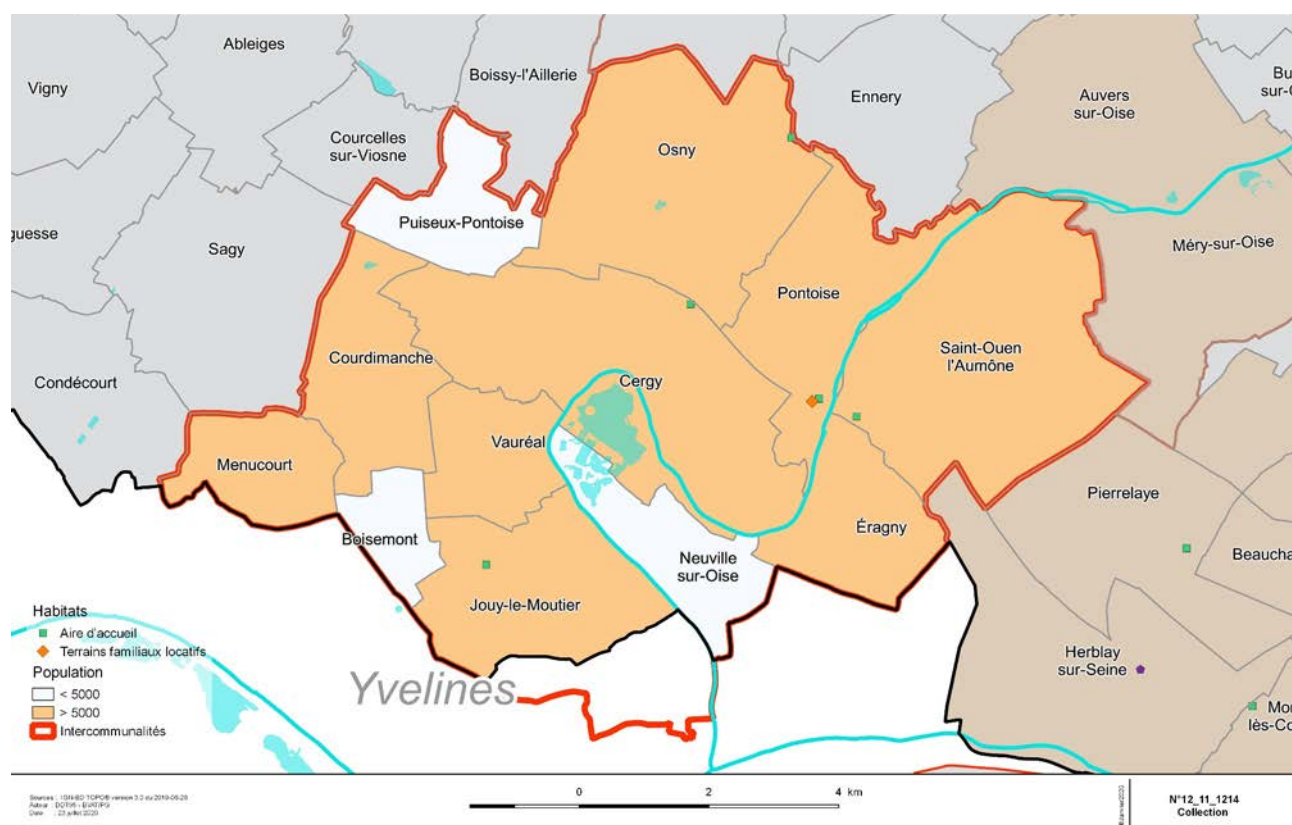 Ableiges
Vigny
Boissy-l'Aillerie
Ennery
Auvers
sur-Oise
Courcelles
sur-Viosne
Osny
Puiseux-Pontoise
guesse
Sagy
Méry-sur-Oise
Pontoise
Courdimanche
Saint-Ouen
l'Aumône
Condécourt
Cergy
Vauréal
Menucourt
Pierrelaye
Éragny
Boisemont
Neuville
sur-Oise
Beaucha
Jouy-le-Moutier
Habitats
Aire d'accueil
Terrains familiaux locatifs
Population
< 5000
> 5000
Intercommunalités
Yvelines
Herblay
sur-Seine
lès-Co
0 2 4 km
N°12_11_1214
Collection